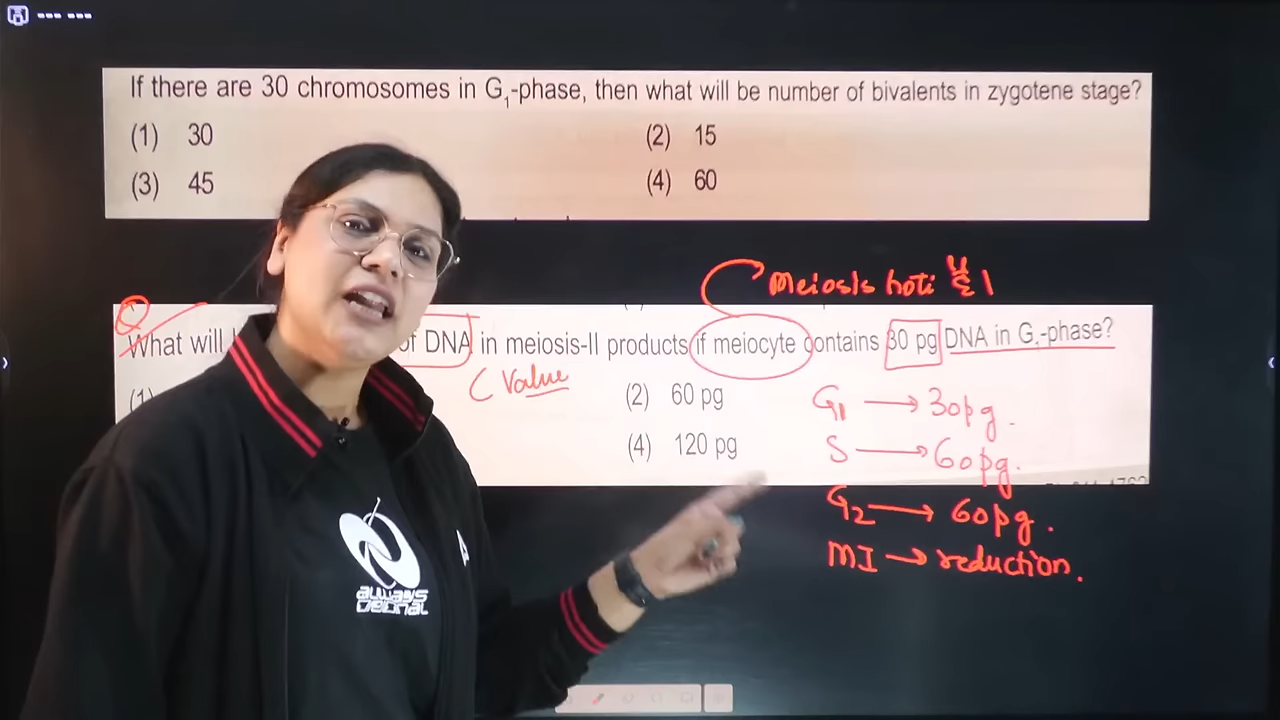 If there are 30 chromosomes in G₁-phase, then what will be number of bivalents in zygotene stage?
(1) 30 (2) 15
(3) 45 (4) 60
Meiosis hoti
What will of DNA in meiosis-II products if meiocyte contains 30 pg DNA in G₁-phase?
C Value
(1) (2) 60 pg
(4) 120 pg
G1 → 30pg.
S → 60pg.
G2 → 60pg.
MI → reduction.